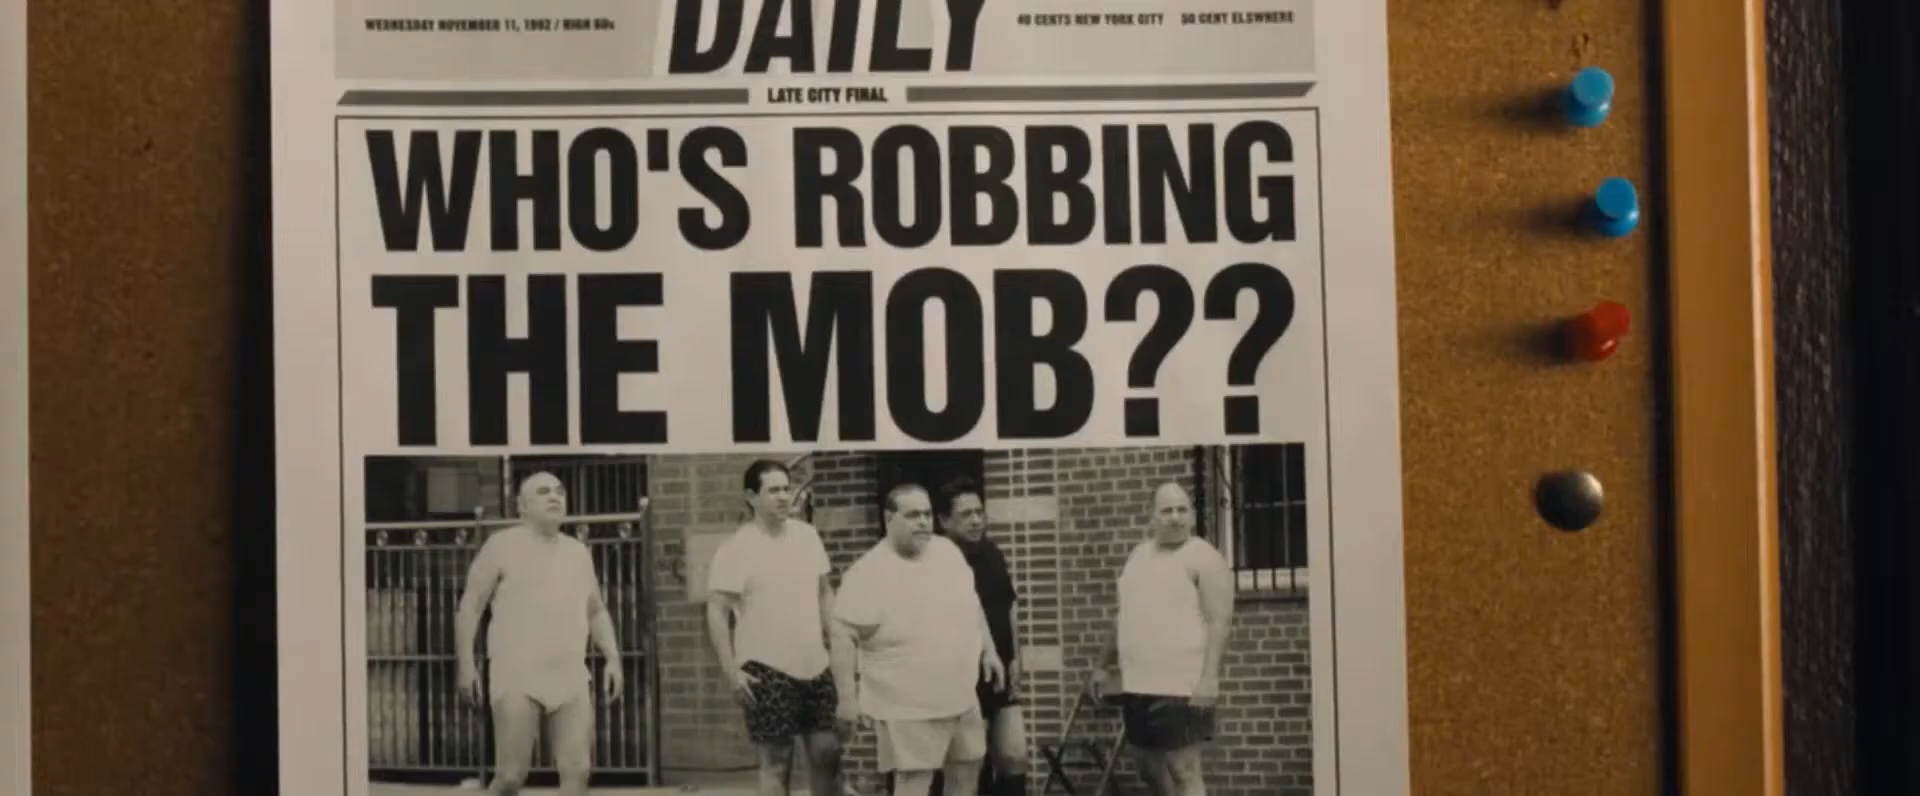 DAILY
WEDNESDAY NOVEMBER 11, 1992 / HIGH 60s
40 CENTS NEW YORK CITY 50 CENT ELSWHERE
LATE CITY FINAL
WHO'S ROBBING
THE MOB??